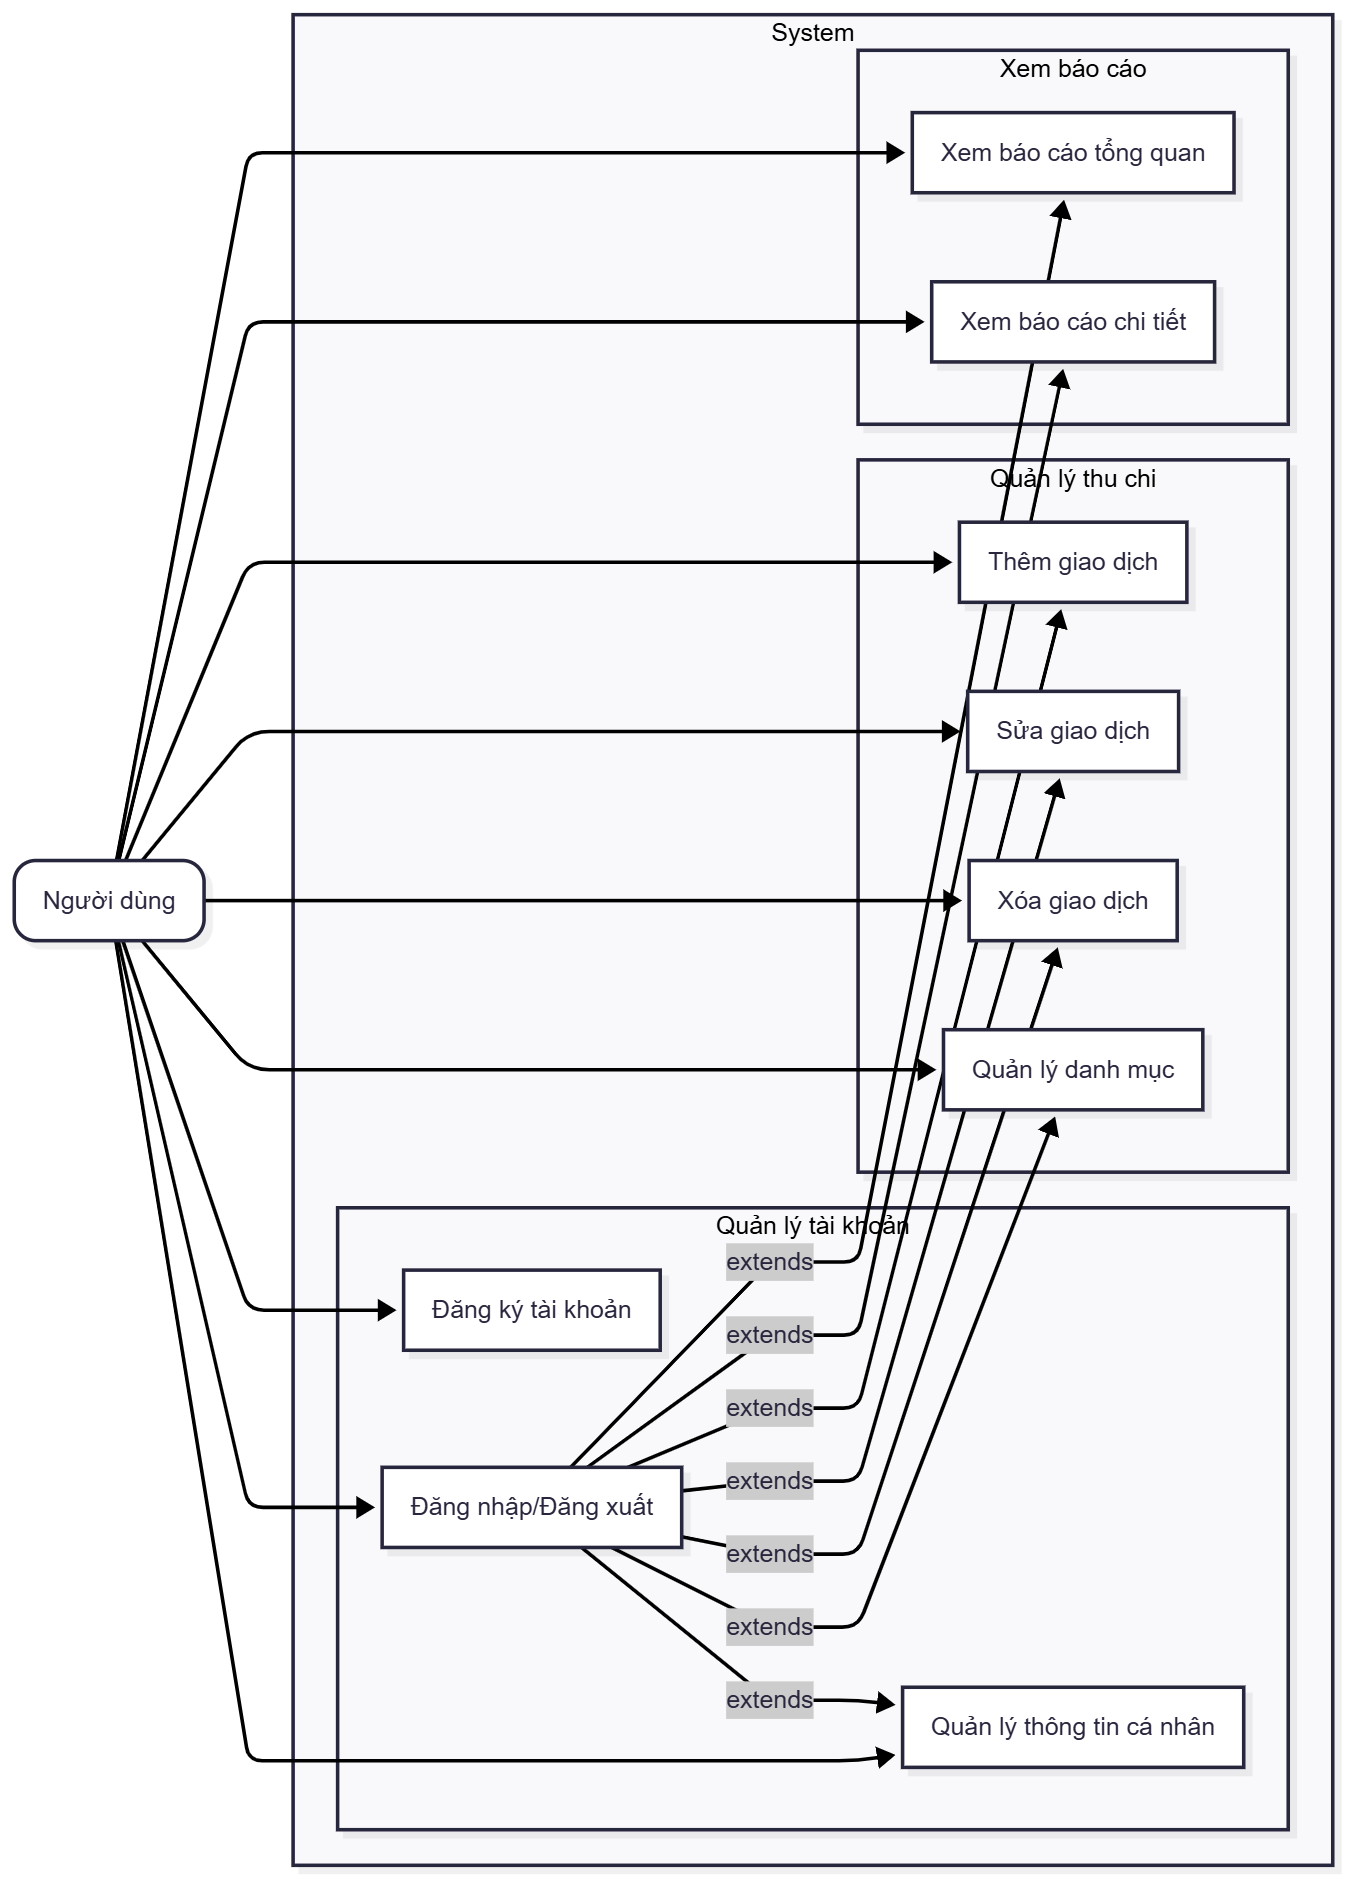 System
Xem báo cáo
Xem báo cáo tổng quan
Xem báo cáo chi tiết
Quản lý thu chi
Thêm giao dịch
Sửa giao dịch
Người dùng
Xóa giao dịch
Quản lý danh mục
Quản lý tài khoản
extends
Đăng ký tài khoản
extends
extends
extends
Đăng nhập/Đăng xuất
extends
extends
extends
Quản lý thông tin cá nhân